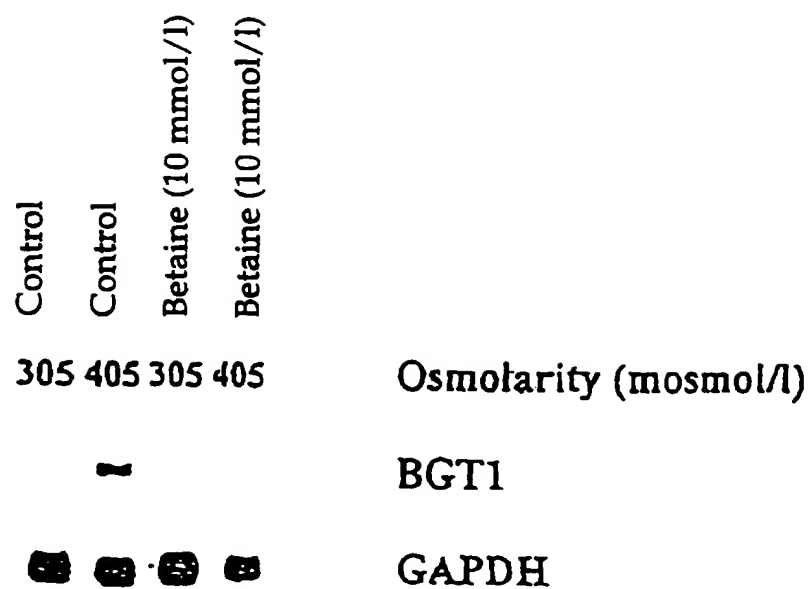 Control
Control
Betaine (10 mmol/l)
Betaine (10 mmol/l)
305 405 305 405 Osmolarity (mosmol/l)
BGT1
GAPDH